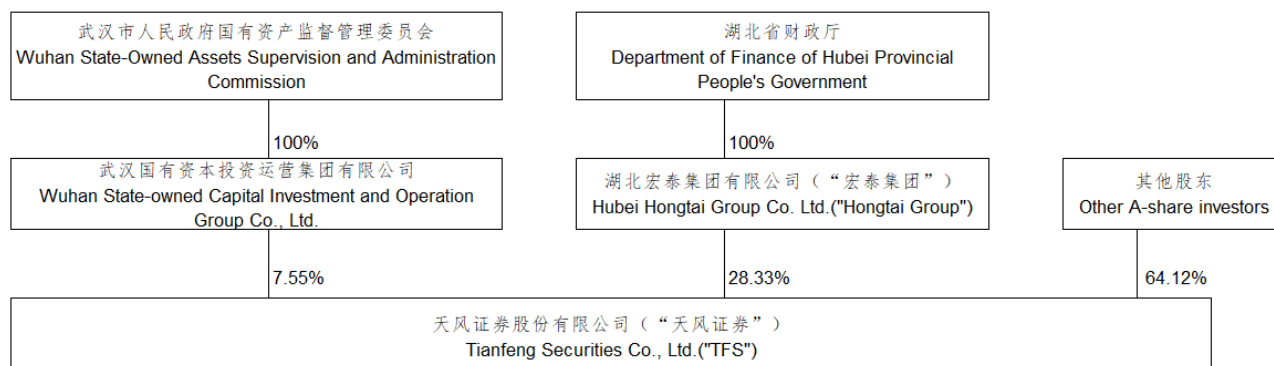 武汉市人民政府国有资产监督管理委员会
Wuhan State-Owned Assets Supervision and Administration
Commission
湖北省财政厅
Department of Finance of Hubei Provincial
People's Government
100%
100%
武汉国有资本投资运营集团有限公司
Wuhan State-owned Capital Investment and Operation
Group Co., Ltd.
湖北宏泰集团有限公司（“宏泰集团”）
Hubei Hongtai Group Co. Ltd.("Hongtai Group")
其他股东
Other A-share investors
7.55%
28.33%
64.12%
天风证券股份有限公司（“天风证券”）
Tianfeng Securities Co., Ltd.("TFS")